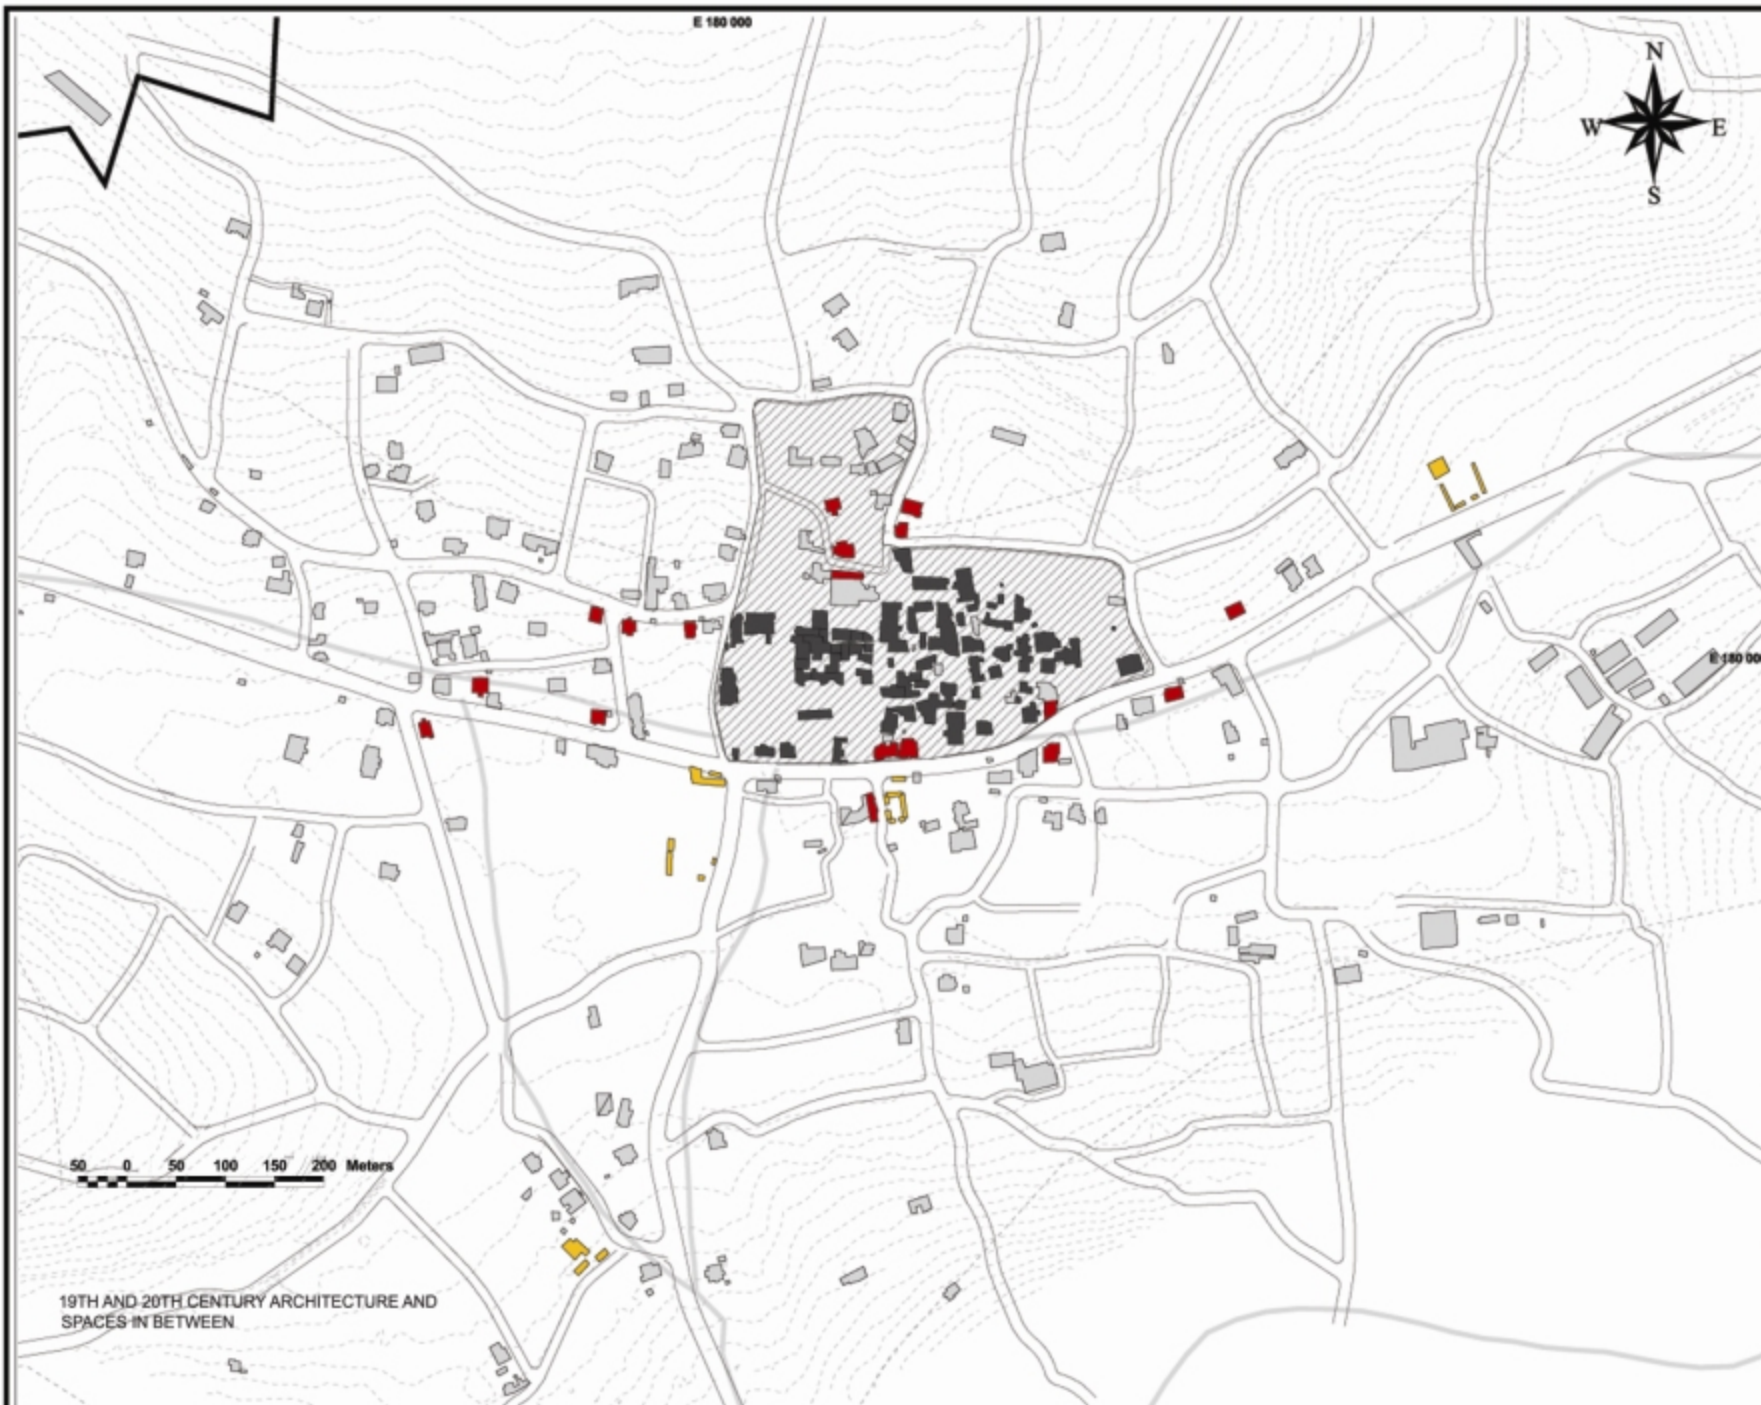 E 180 000
N
W E
S
E 180 000
50 0 50 100 150 200 Meters
19TH AND 20TH CENTURY ARCHITECTURE AND
SPACES IN BETWEEN